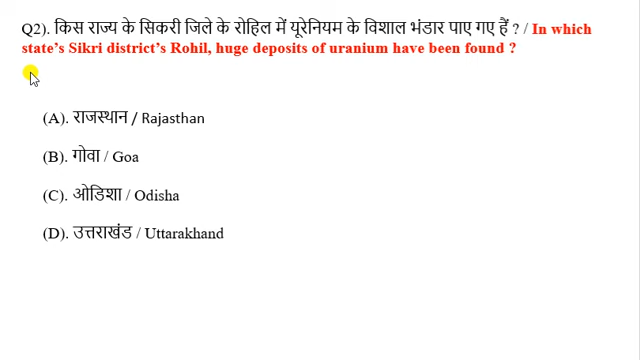 Q2). किस राज्य के सिकरी जिले के रोहिल में यूरेनियम के विशाल भंडार पाए गए हैं ? / In which
state's Sikri district's Rohil, huge deposits of uranium have been found ?
(A). राजस्थान / Rajasthan
(B). गोवा / Goa
(C). ओडिशा / Odisha
(D). उत्तराखंड / Uttarakhand